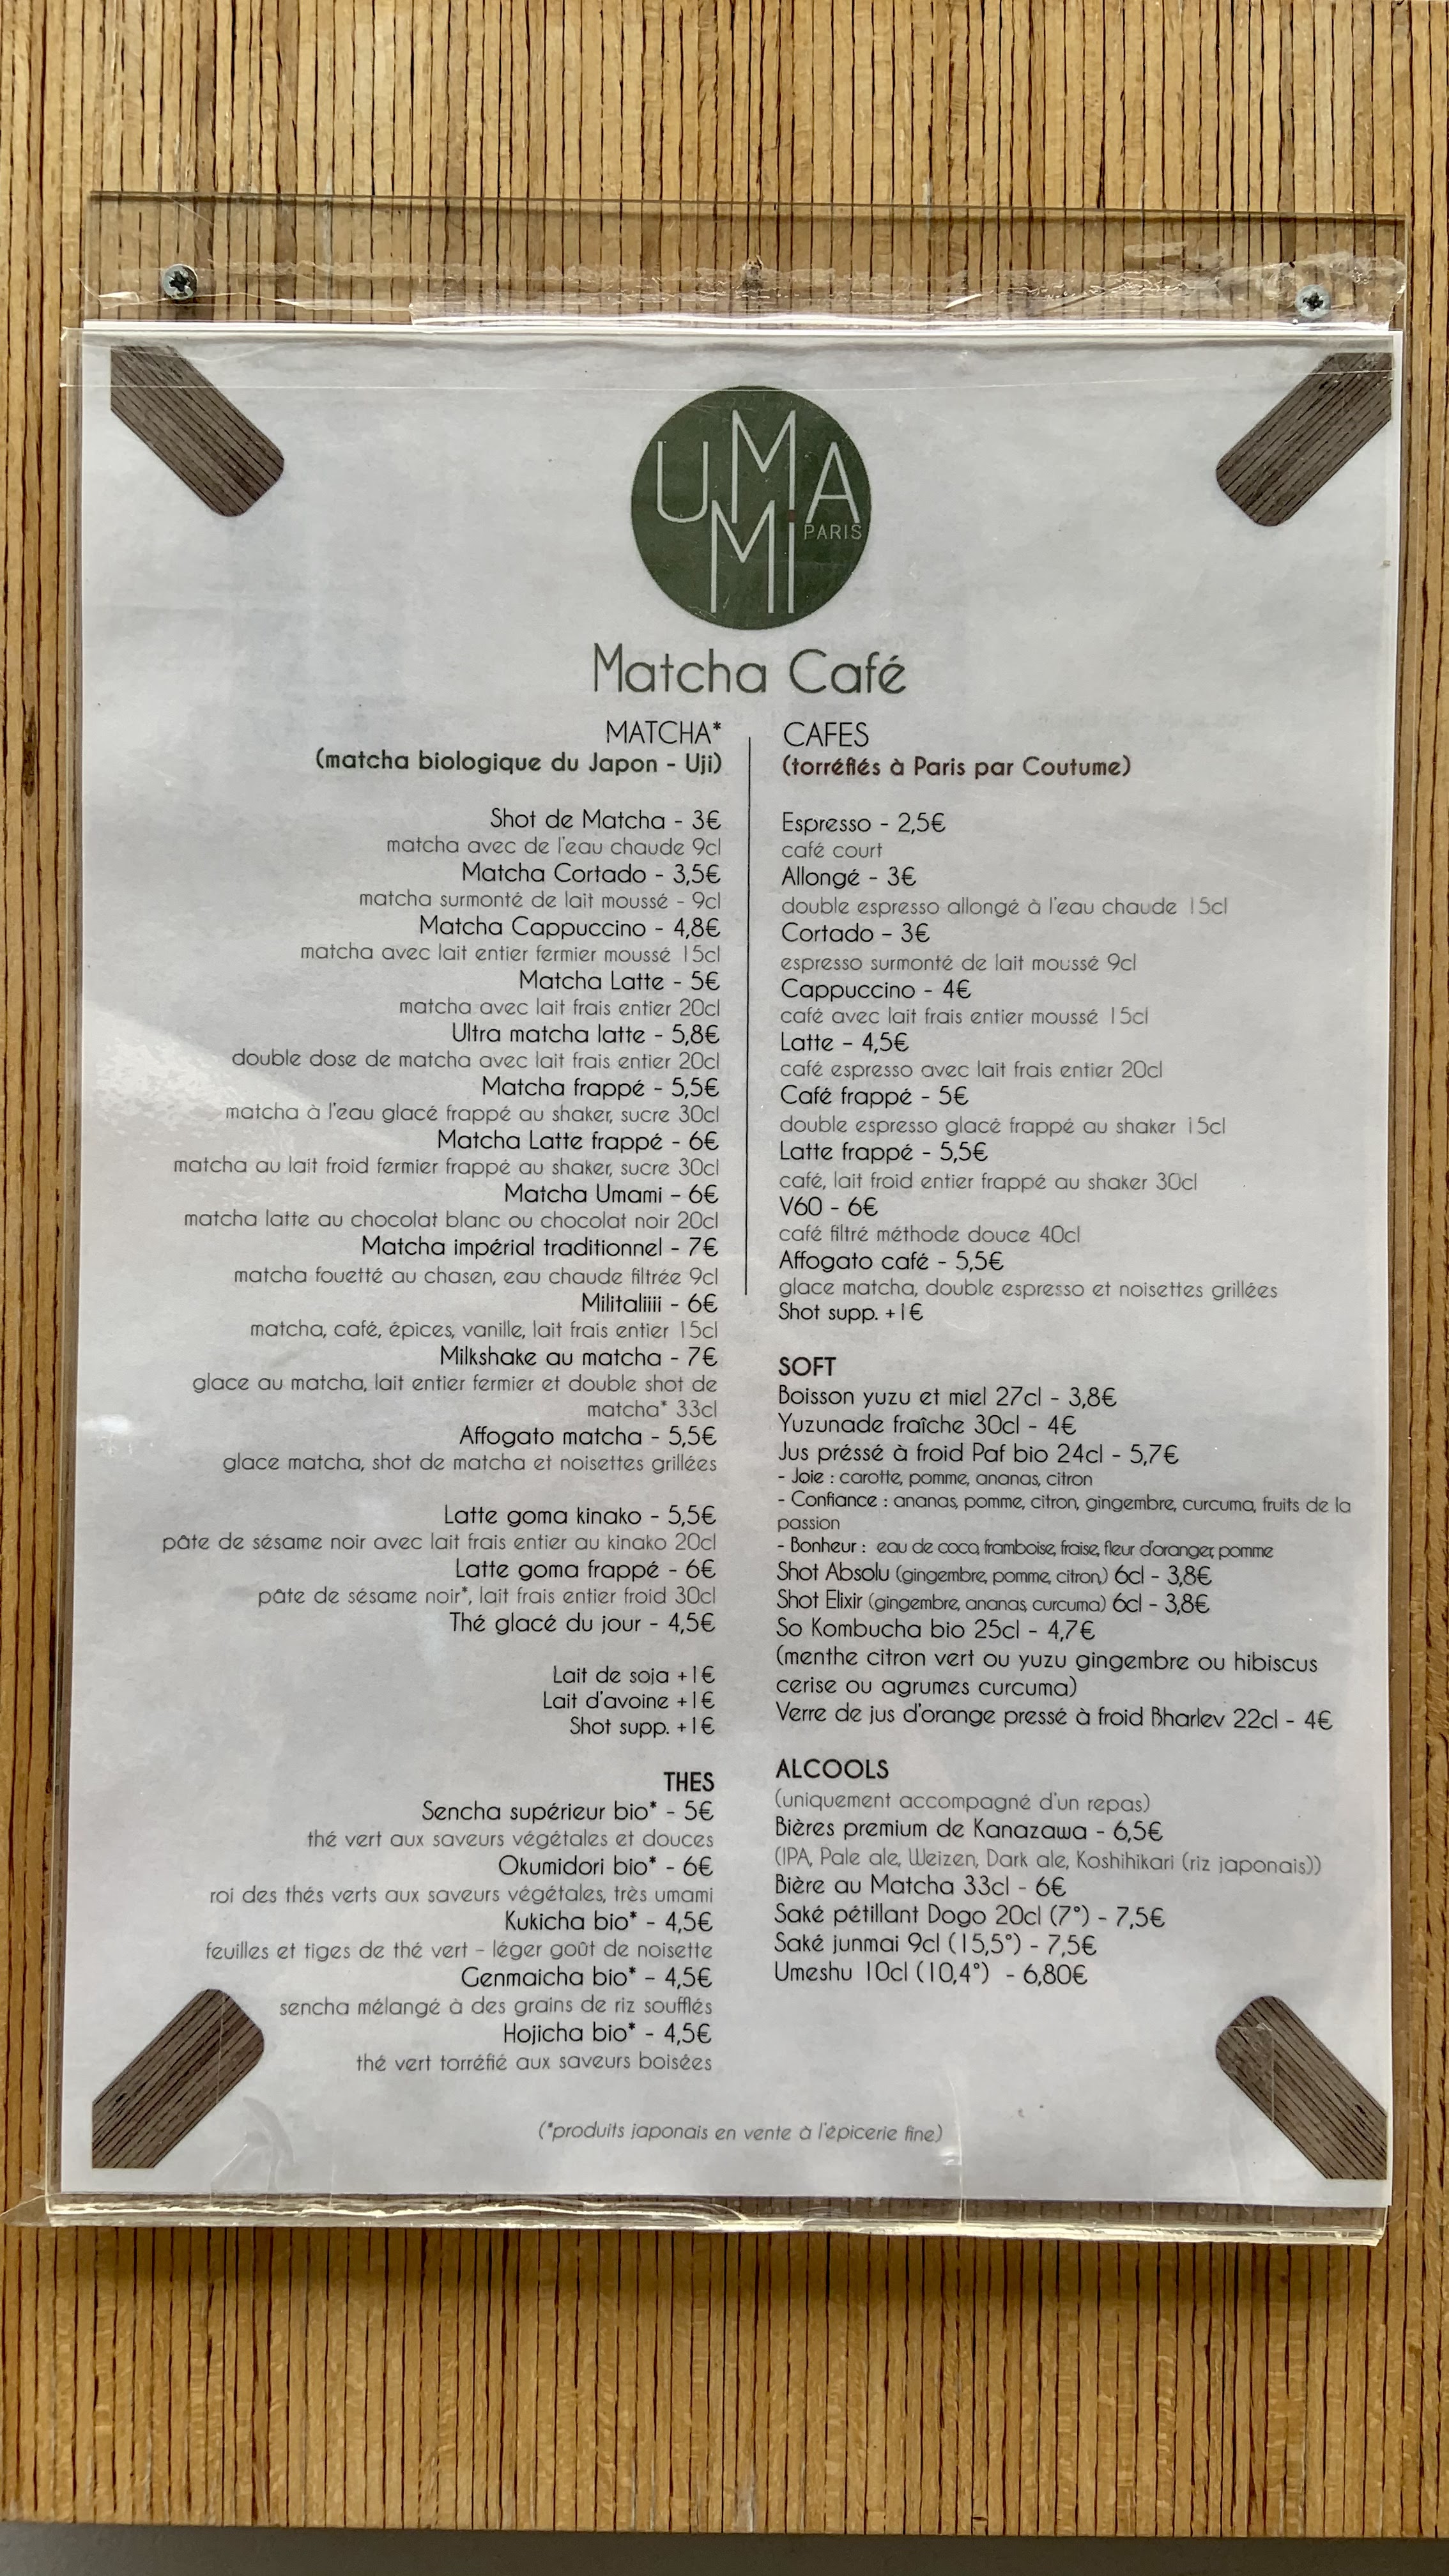 UMAMi
PARIS
Matcha Café
MATCHA*
(matcha biologique du Japon - Uji)
Shot de Matcha - 3€
matcha avec de l'eau chaude 9cl
Matcha Cortado - 3,5€
matcha surmonté de lait moussé - 9cl
Matcha Cappuccino - 4,8€
matcha avec lait entier fermier moussé 15cl
Matcha Latte - 5€
matcha avec lait frais entier 20cl
Ultra matcha latte - 5,8€
double dose de matcha avec lait frais entier 20cl
Matcha frappé - 5,5€
matcha à l'eau glacé frappé au shaker, sucre 30cl
Matcha Latte frappé - 6€
matcha au lait froid fermier frappé au shaker, sucre 30cl
Matcha Umami – 6€
matcha latte au chocolat blanc ou chocolat noir 20cl
Matcha impérial traditionnel - 7€
matcha fouetté au chasen, eau chaude filtrée 9cl
Militaliiii - 6€
matcha, café, épices, vanille, lait frais entier 15cl
Milkshake au matcha - 7€
glace au matcha, lait entier fermier et double shot de
matcha* 33cl
Affogato matcha - 5,5€
glace matcha, shot de matcha et noisettes grillées
Latte goma kinako - 5,5€
pâte de sésame noir avec lait frais entier au kinako 20cl
Latte goma frappé - 6€
pâte de sésame noir*, lait frais entier froid 30cl
Thé glacé du jour - 4,5€
Lait de soja +1€
Lait d'avoine +1€
Shot supp. +1€
THES
Sencha supérieur bio* - 5€
thé vert aux saveurs végétales et douces
Okumidori bio* - 6€
roi des thés verts aux saveurs végétales, très umami
Kukicha bio* - 4,5€
feuilles et tiges de thé vert – léger goût de noisette
Genmaicha bio* – 4,5€
sencha mélangé à des grains de riz soufflés
Hojicha bio* - 4,5€
thé vert torréfié aux saveurs boisées
CAFES
(torréfiés à Paris par Coutume)
Espresso - 2,5€
café court
Allongé - 3€
double espresso allongé à l'eau chaude 15cl
Cortado – 3€
espresso surmonté de lait moussé 9cl
Cappuccino - 4€
café avec lait frais entier moussé 15cl
Latte – 4,5€
café espresso avec lait frais entier 20cl
Café frappé - 5€
double espresso glacé frappé au shaker 15cl
Latte frappé - 5,5€
café, lait froid entier frappé au shaker 30cl
V60 - 6€
café filtré méthode douce 40cl
Affogato café - 5,5€
glace matcha, double espresso et noisettes grillées
Shot supp. +1€
SOFT
Boisson yuzu et miel 27cl - 3,8€
Yuzunade fraîche 30cl - 4€
Jus préssé à froid Paf bio 24cl - 5,7€
- Joie : carotte, pomme, ananas, citron
- Confiance : ananas, pomme, citron, gingembre, curcuma, fruits de la
passion
- Bonheur : eau de coco, framboise, fraise, fleur d'oranger, pomme
Shot Absolu (gingembre, pomme, citron,) 6cl - 3,8€
Shot Elixir (gingembre, ananas, curcuma) 6cl – 3,8€
So Kombucha bio 25cl - 4,7€
(menthe citron vert ou yuzu gingembre ou hibiscus
cerise ou agrumes curcuma)
Verre de jus d'orange pressé à froid Bharlev 22cl - 4€
ALCOOLS
(uniquement accompagné d'un repas)
Bières premium de Kanazawa - 6,5€
(IPA, Pale ale, Weizen, Dark ale, Koshihikari (riz japonais))
Bière au Matcha 33cl - 6€
Saké pétillant Dogo 20cl (7°) - 7,5€
Saké junmai 9cl (15,5°) - 7,5€
Umeshu 10cl (10,4°) - 6,80€
(*produits japonais en vente à l'épicerie fine)